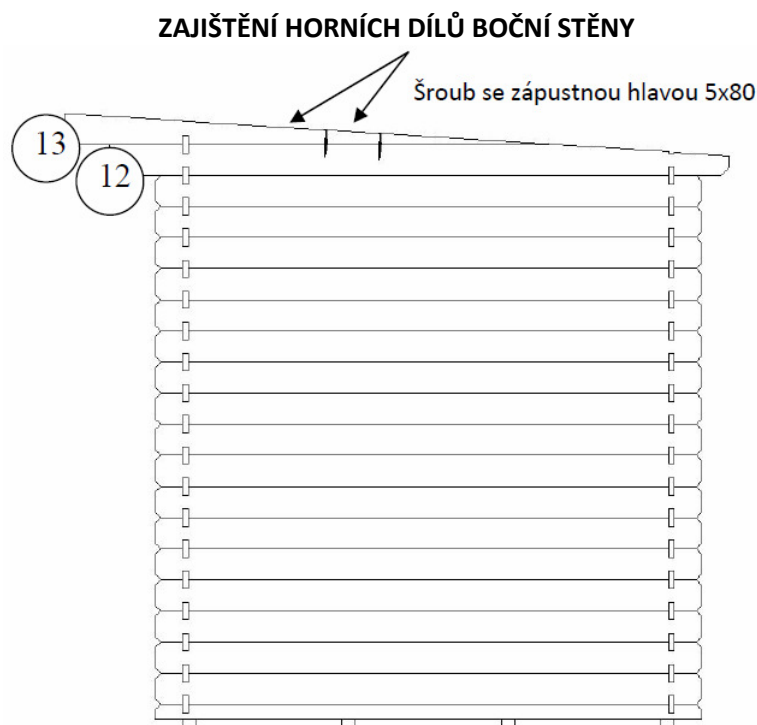 ZAJIŠTĚNÍ HORNÍCH DÍLŮ BOČNÍ STĚNY
Šroub se zápustnou hlavou 5x80
13
12